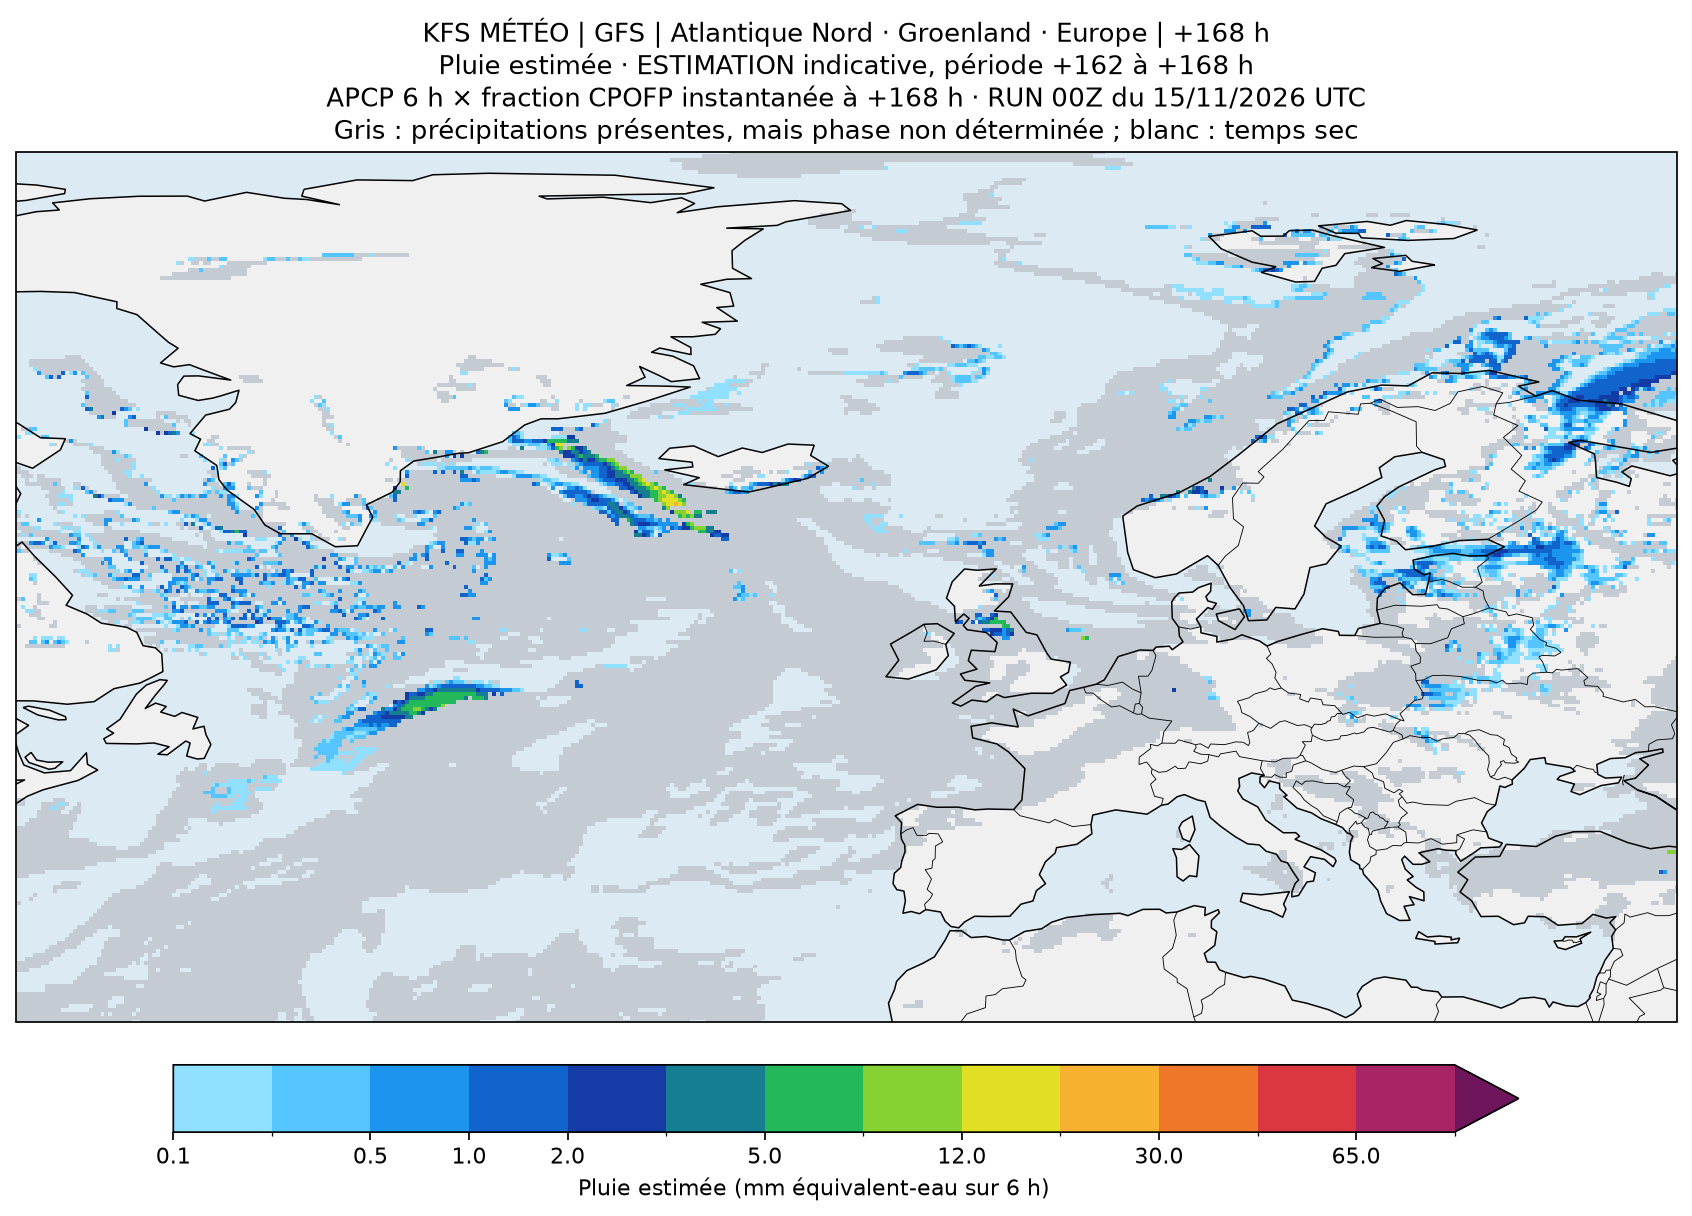 KFS MÉTÉO | GFS | Atlantique Nord · Groenland · Europe | +168 h
Pluie estimée · ESTIMATION indicative, période +162 à +168 h
APCP 6 h × fraction CPOFP instantanée à +168 h · RUN 00Z du 15/11/2026 UTC
Gris : précipitations présentes, mais phase non déterminée ; blanc : temps sec
0.1 0.5 1.0 2.0 5.0 12.0 30.0 65.0
Pluie estimée (mm équivalent-eau sur 6 h)